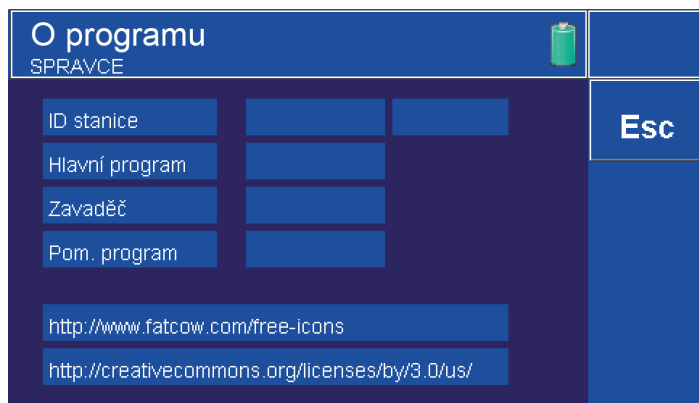 O programu
SPRAVCE
ID stanice
Esc
Hlavní program
Zavaděč
Pom. program
http://www.fatcow.com/free-icons
http://creativecommons.org/licenses/by/3.0/us/